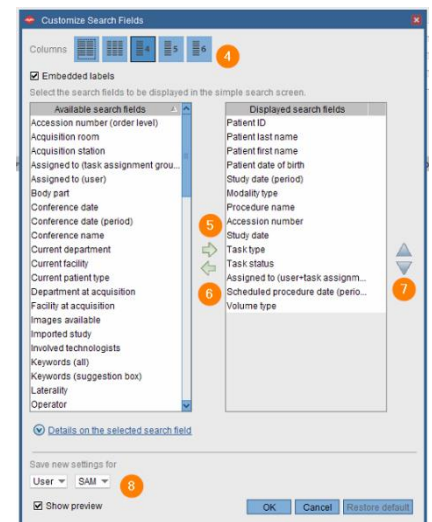 Customize Search Fields
Columns 4 5 6 4
Embedded labels
Select the search fields to be displayed in the simple search screen.
Available search fields
Accession number (order level)
Acquisition room
Acquisition station
Assigned to (task assignment grou...
Assigned to (user)
Body part
Conference date
Conference date (period)
Conference name
Current department
Current facility
Current patient type
Department at acquisition
Facility at acquisition
Images available
Imported study
Involved technologists
Keywords (all)
Keywords (suggestion box)
Laterality
Operator
5
6
Displayed search fields
Patient ID
Patient last name
Patient first name
Patient date of birth
Study date (period)
Modality type
Procedure name
Accession number
Study date
Task type
Task status
Assigned to (user+task assignm...
Scheduled procedure date (perio...
Volume type
7
Details on the selected search field
Save new settings for
User SAM 8
Show preview
OK Cancel Restore default